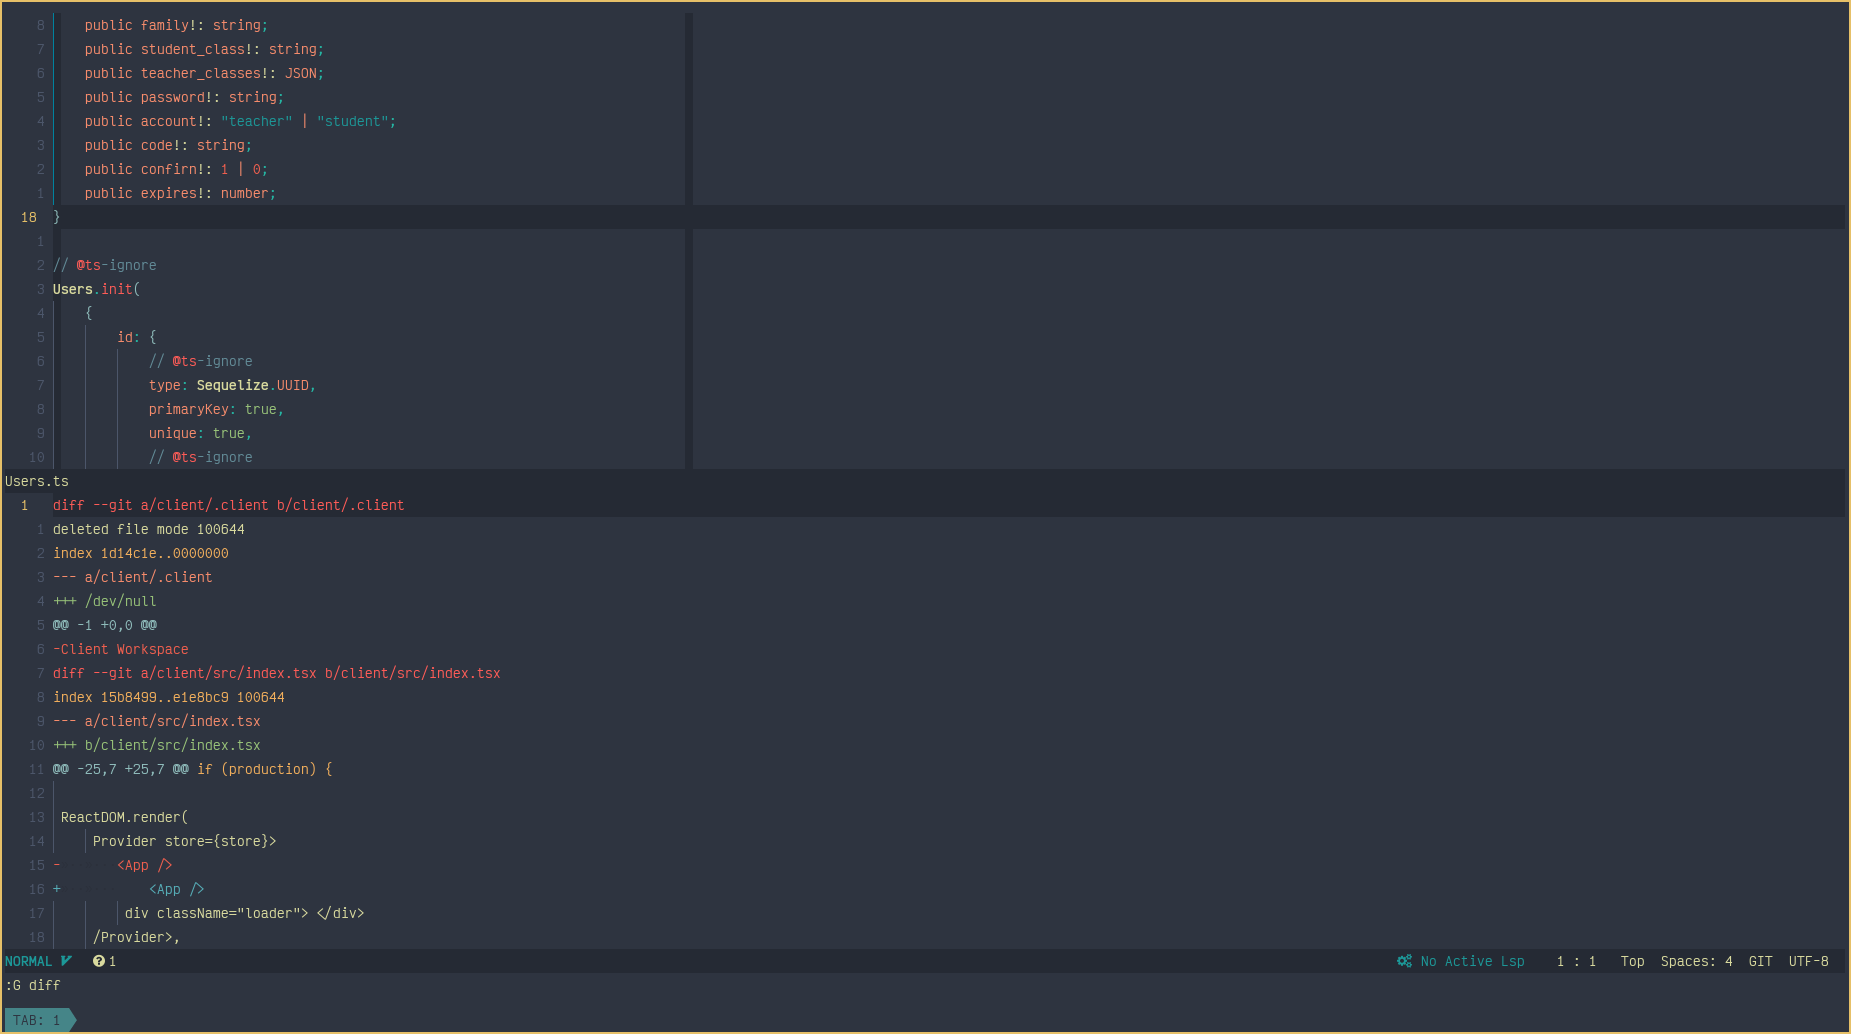 8 public family!: string;
7 public student_class!: string;
6 public teacher_classes!: JSON;
5 public password!: string;
4 public account!: "teacher" | "student";
3 public code!: string;
2 public confirn!: 1 | 0;
1 public expires!: number;
18 }
1
2 // @ts-ignore
3 Users.init(
4 {
5 id: {
6 // @ts-ignore
7 type: Sequelize.UUID,
8 primaryKey: true,
9 unique: true,
10 // @ts-ignore
Users.ts
1 diff --git a/client/.client b/client/.client
1 deleted file mode 100644
2 index 1d14c1e..0000000
3 --- a/client/.client
4 +++ /dev/null
5 @@ -1 +0,0 @@
6 -Client Workspace
7 diff --git a/client/src/index.tsx b/client/src/index.tsx
8 index 15b8499..e1e8bc9 100644
9 --- a/client/src/index.tsx
10 +++ b/client/src/index.tsx
11 @@ -25,7 +25,7 @@ if (production) {
12
13 ReactDOM.render(
14 Provider store={store}>
15 - <App />
16 + <App />
17 div className="loader"> </div>
18 /Provider>,
NORMAL 1 No Active Lsp 1 : 1 Top Spaces: 4 GIT UTF-8
:G diff
TAB: 1